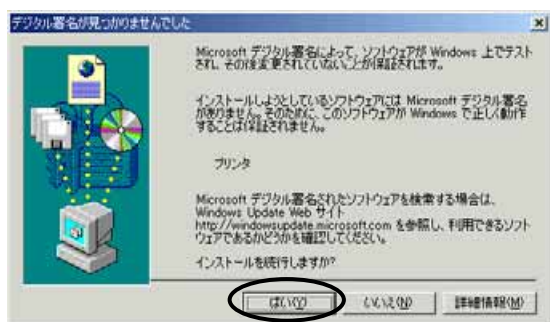 デジタル署名が見つかりませんでした
Microsoft デジタル署名によって、ソフトウェアが Windows 上でテスト
され、その後変更されていないことが保証されます。
インストールしようとしているソフトウェアには Microsoft デジタル署名
がありません。そのために、このソフトウェアが Windows で正しく動作
することは保証されません。
プリンタ
Microsoft デジタル署名されたソフトウェアを検索する場合は、
Windows Update Web サイト
http://windowsupdate.microsoft.com を参照し、利用できるソフト
ウェアであるかどうかを確認してください。
インストールを続行しますか?
はい(Y)
いいえ(N)
詳細情報(M)